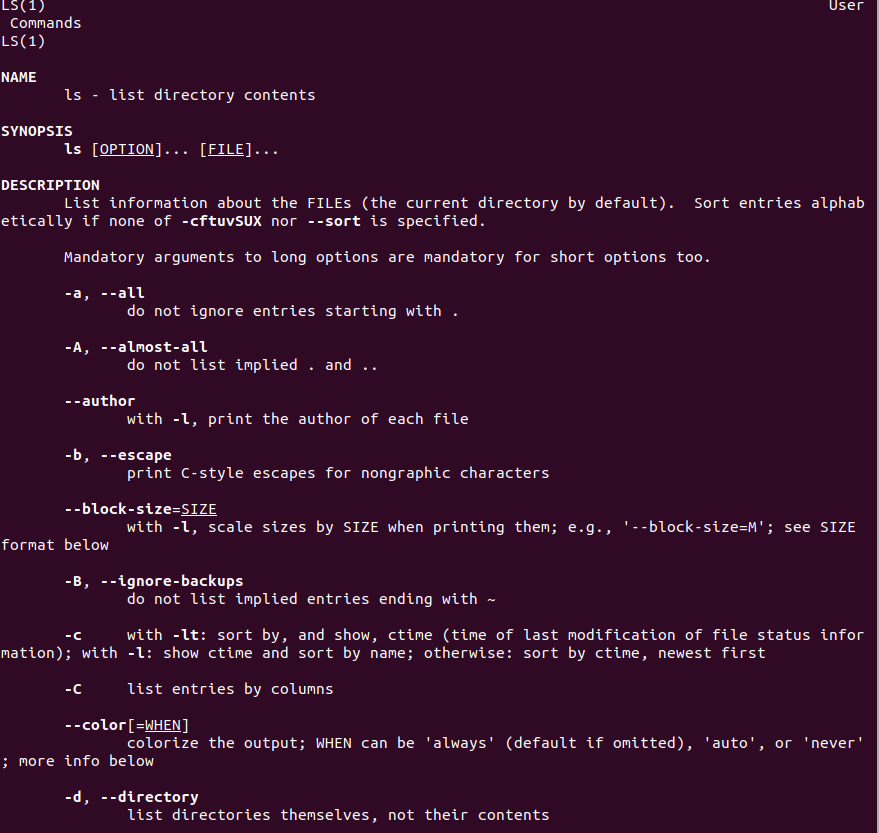 LS(1) User
Commands
LS(1)
NAME
ls - list directory contents
SYNOPSIS
ls [OPTION]... [FILE]...
DESCRIPTION
List information about the FILEs (the current directory by default). Sort entries alphab
etically if none of -cftuvSUX nor --sort is specified.
Mandatory arguments to long options are mandatory for short options too.
-a, --all
do not ignore entries starting with .
-A, --almost-all
do not list implied . and ..
--author
with -l, print the author of each file
-b, --escape
print C-style escapes for nongraphic characters
--block-size=SIZE
with -l, scale sizes by SIZE when printing them; e.g., '--block-size=M'; see SIZE
format below
-B, --ignore-backups
do not list implied entries ending with ~
-c with -lt: sort by, and show, ctime (time of last modification of file status infor
mation); with -l: show ctime and sort by name; otherwise: sort by ctime, newest first
-C list entries by columns
--color[=WHEN]
colorize the output; WHEN can be 'always' (default if omitted), 'auto', or 'never'
; more info below
-d, --directory
list directories themselves, not their contents